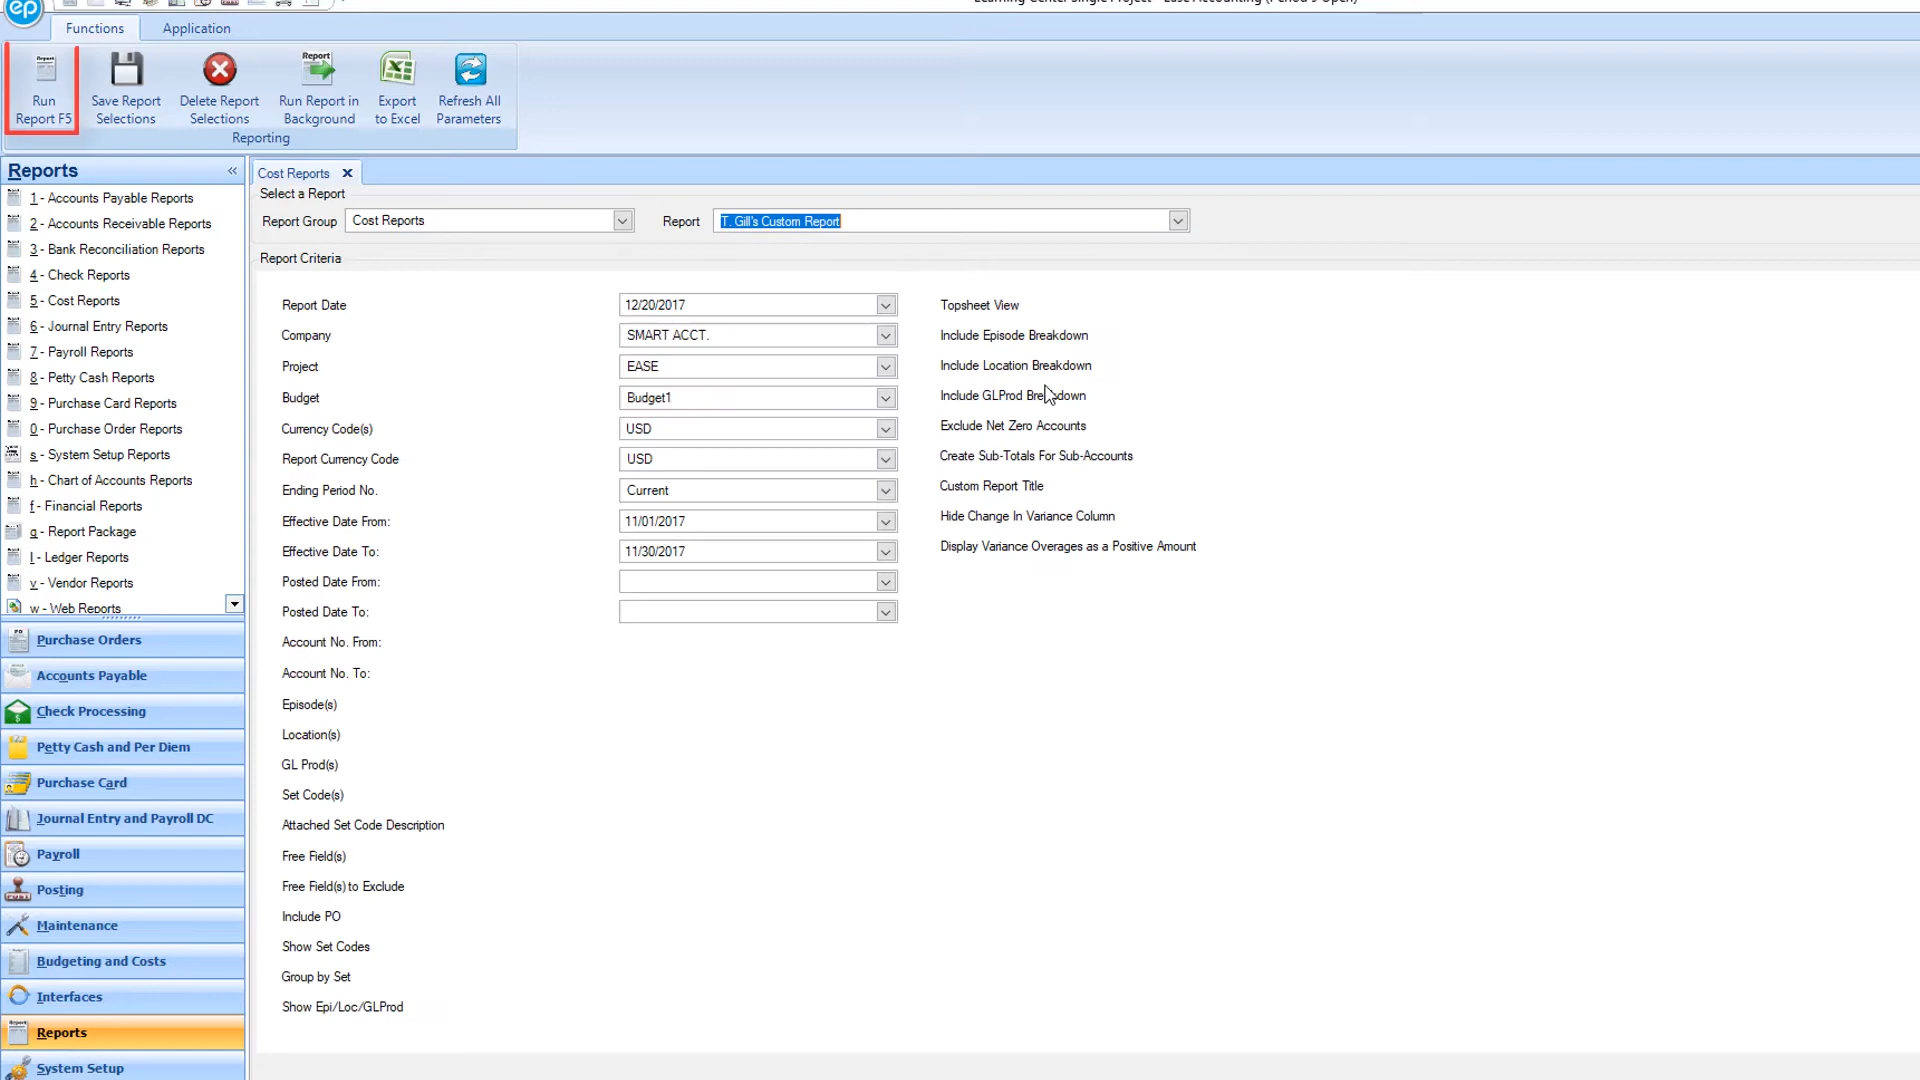 ep
Functions
Application
Run
Report F5
Save Report
Selections
Delete Report
Selections
Report
Run Report in
Background
Export
to Excel
Refresh All
Parameters
Reporting
Reports
«
1 - Accounts Payable Reports
2 - Accounts Receivable Reports
3 - Bank Reconciliation Reports
4 - Check Reports
5 - Cost Reports
6 - Journal Entry Reports
7 - Payroll Reports
8 - Petty Cash Reports
9 - Purchase Card Reports
0 - Purchase Order Reports
s - System Setup Reports
h - Chart of Accounts Reports
f - Financial Reports
g - Report Package
l - Ledger Reports
v - Vendor Reports
w - Web Reports
Purchase Orders
Accounts Payable
Check Processing
Petty Cash and Per Diem
Purchase Card
Journal Entry and Payroll DC
Payroll
Posting
Maintenance
Budgeting and Costs
Interfaces
Reports
System Setup
Cost Reports
Select a Report
Report Group Cost Reports
Report T. Gill's Custom Report
Report Criteria
Report Date 12/20/2017
Company SMART ACCT.
Project EASE
Budget Budget1
Currency Code(s) USD
Report Currency Code USD
Ending Period No. Current
Effective Date From: 11/01/2017
Effective Date To: 11/30/2017
Posted Date From:
Posted Date To:
Account No. From:
Account No. To:
Episode(s)
Location(s)
GL Prod(s)
Set Code(s)
Attached Set Code Description
Free Field(s)
Free Field(s) to Exclude
Include PO
Show Set Codes
Group by Set
Show Epi/Loc/GLProd
Topsheet View
Include Episode Breakdown
Include Location Breakdown
Include GLProd Breakdown
Exclude Net Zero Accounts
Create Sub-Totals For Sub-Accounts
Custom Report Title
Hide Change In Variance Column
Display Variance Overages as a Positive Amount